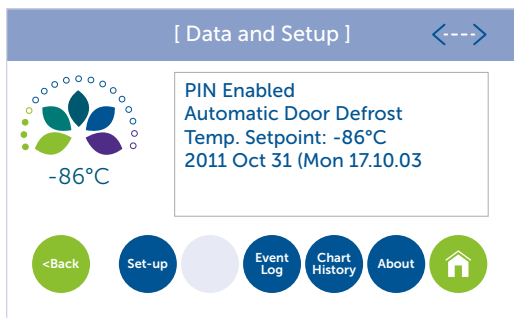 [ Data and Setup ]
<---->
PIN Enabled
Automatic Door Defrost
Temp. Setpoint: -86°C
2011 Oct 31 (Mon 17.10.03
-86°C
<Back
Set-up
Event
Log
Chart
History
About